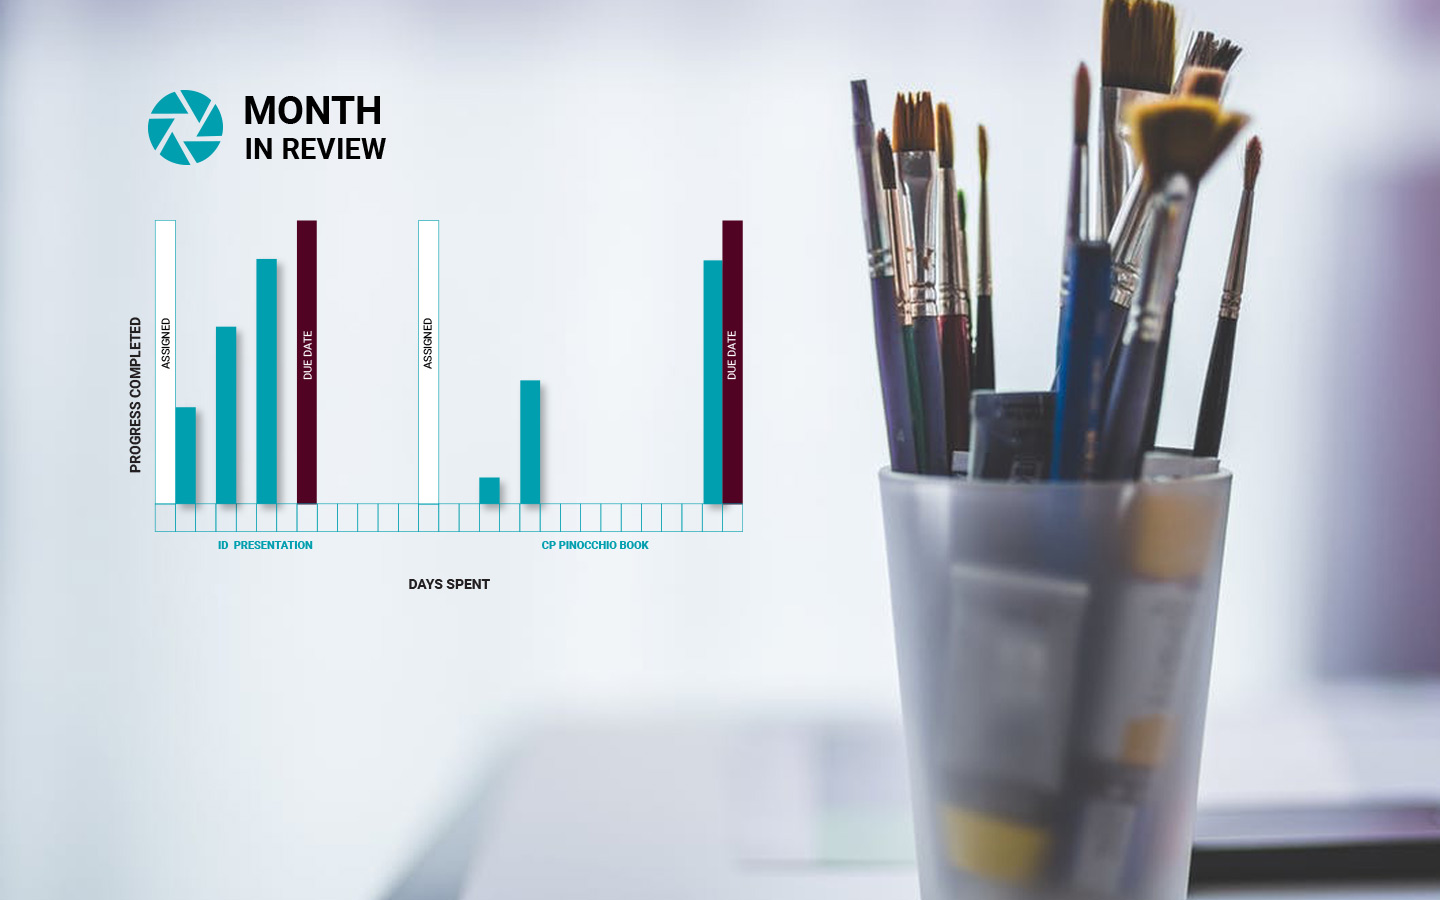 MONTH
IN REVIEW
PROGRESS COMPLETED
ASSIGNED
DUE DATE
ASSIGNED
DUE DATE
ID PRESENTATION
CP PINOCCHIO BOOK
DAYS SPENT